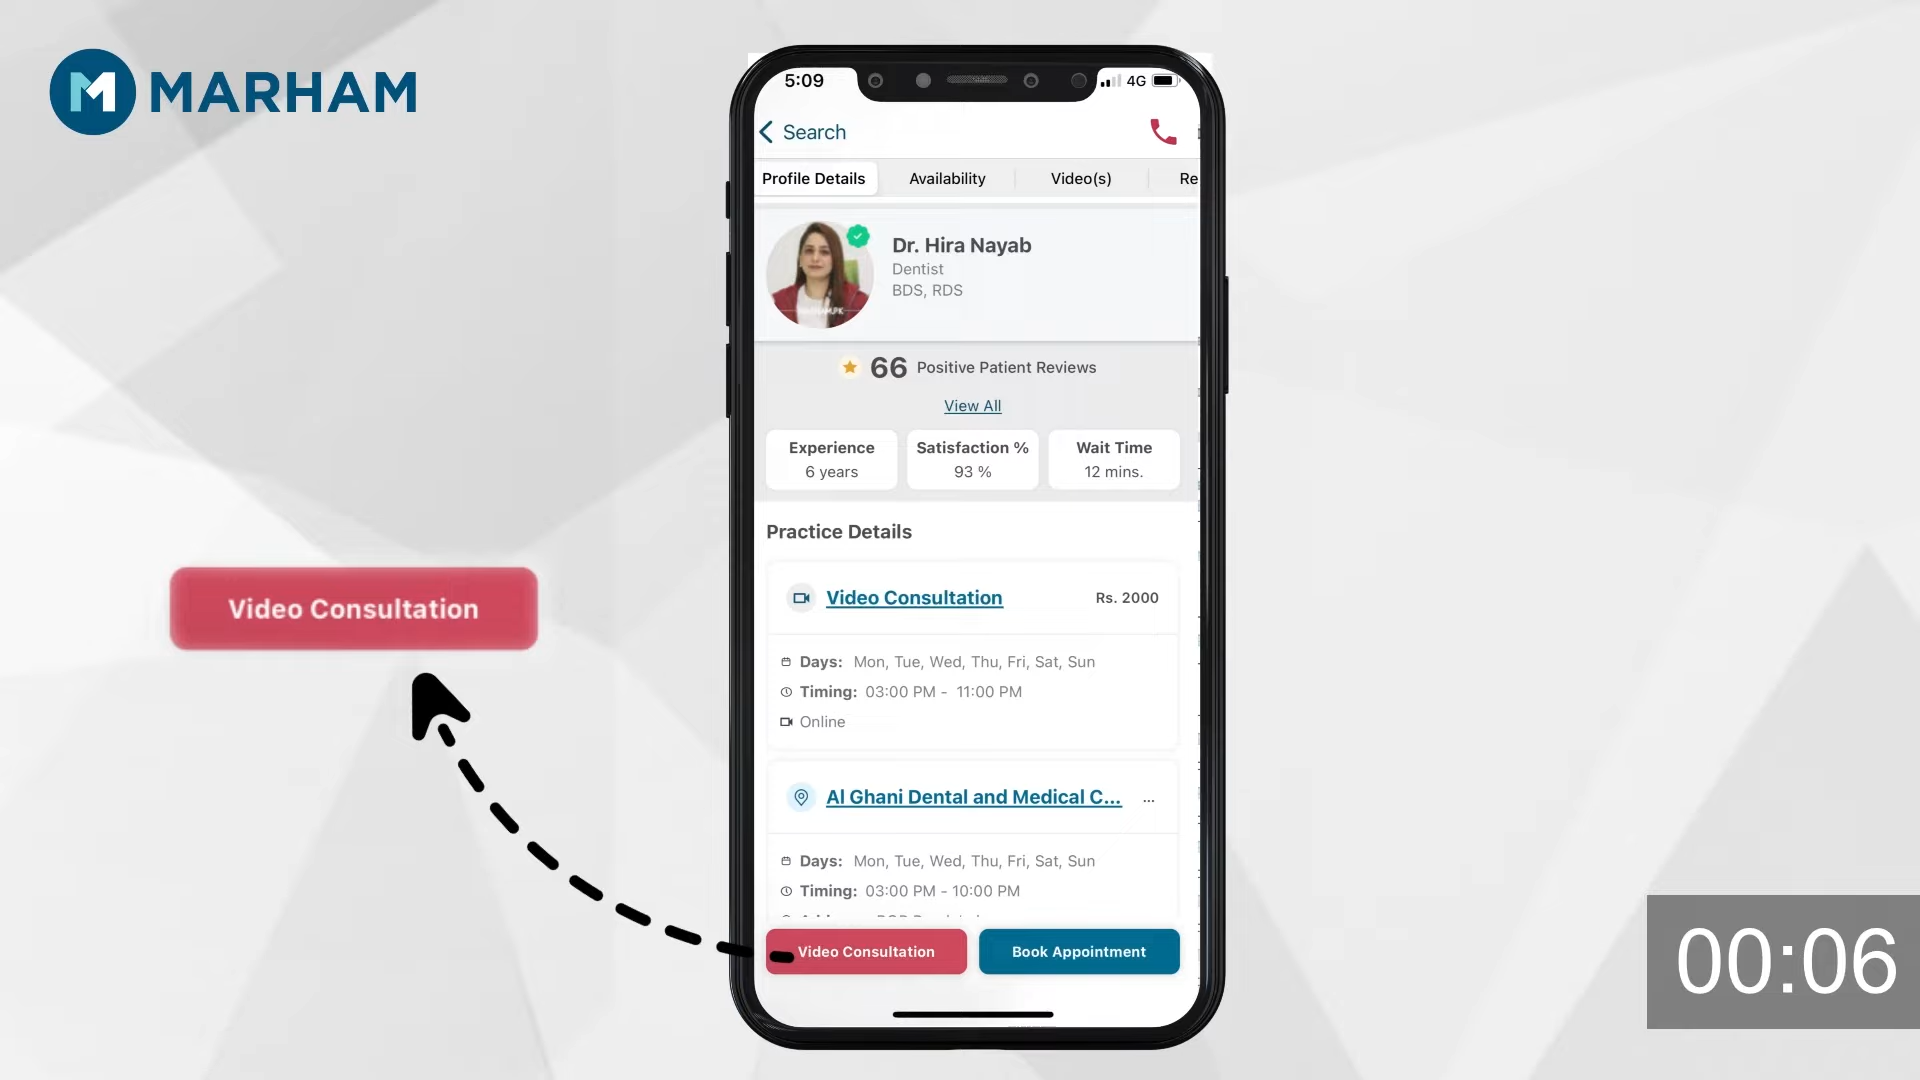 MARHAM
5:09
4G
Search
Profile Details
Availability
Video(s)
Re
Dr. Hira Nayab
Dentist
BDS, RDS
66 Positive Patient Reviews
View All
Experience
6 years
Satisfaction %
93 %
Wait Time
12 mins.
Practice Details
Video Consultation
Rs. 2000
Days: Mon, Tue, Wed, Thu, Fri, Sat, Sun
Timing: 03:00 PM - 11:00 PM
Online
Al Ghani Dental and Medical C...
...
Days: Mon, Tue, Wed, Thu, Fri, Sat, Sun
Timing: 03:00 PM - 10:00 PM
Video Consultation
Book Appointment
Video Consultation
00:06